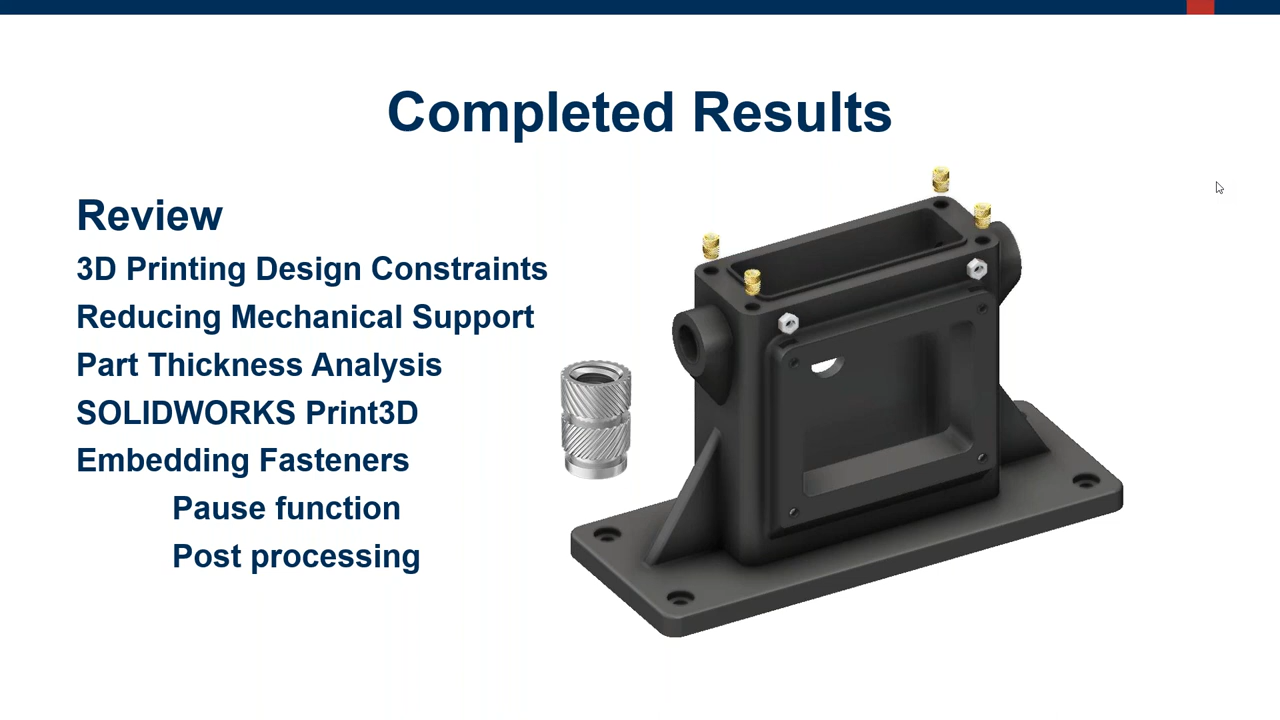 Completed Results
Review
3D Printing Design Constraints
Reducing Mechanical Support
Part Thickness Analysis
SOLIDWORKS Print3D
Embedding Fasteners
Pause function
Post processing